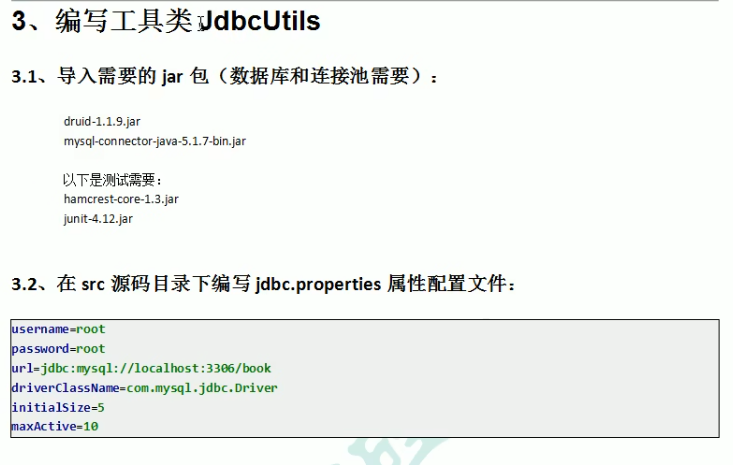 3、编写工具类 JdbcUtils
3.1、导入需要的 jar 包（数据库和连接池需要）：
druid-1.1.9.jar
mysql-connector-java-5.1.7-bin.jar
以下是测试需要：
hamcrest-core-1.3.jar
junit-4.12.jar
3.2、在 src 源码目录下编写 jdbc.properties 属性配置文件：
username=root
password=root
url=jdbc:mysql://localhost:3306/book
driverClassName=com.mysql.jdbc.Driver
initialSize=5
maxActive=10